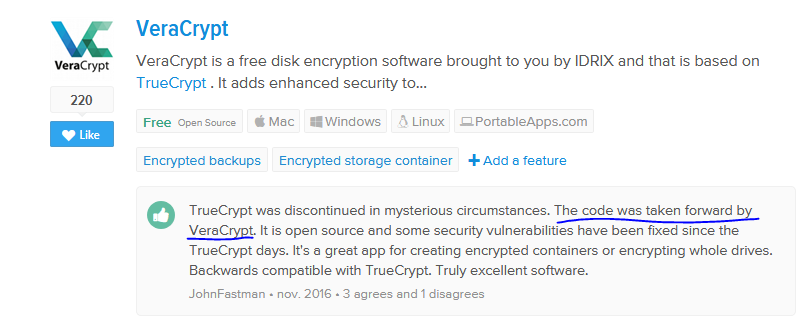 VeraCrypt
VeraCrypt
VeraCrypt is a free disk encryption software brought to you by IDRIX and that is based on
TrueCrypt . It adds enhanced security to...
220
Like
Free Open Source Mac Windows Linux PortableApps.com
Encrypted backups Encrypted storage container Add a feature
TrueCrypt was discontinued in mysterious circumstances. The code was taken forward by
VeraCrypt. It is open source and some security vulnerabilities have been fixed since the
TrueCrypt days. It's a great app for creating encrypted containers or encrypting whole drives.
Backwards compatible with TrueCrypt. Truly excellent software.
JohnFastman • nov. 2016 • 3 agrees and 1 disagrees